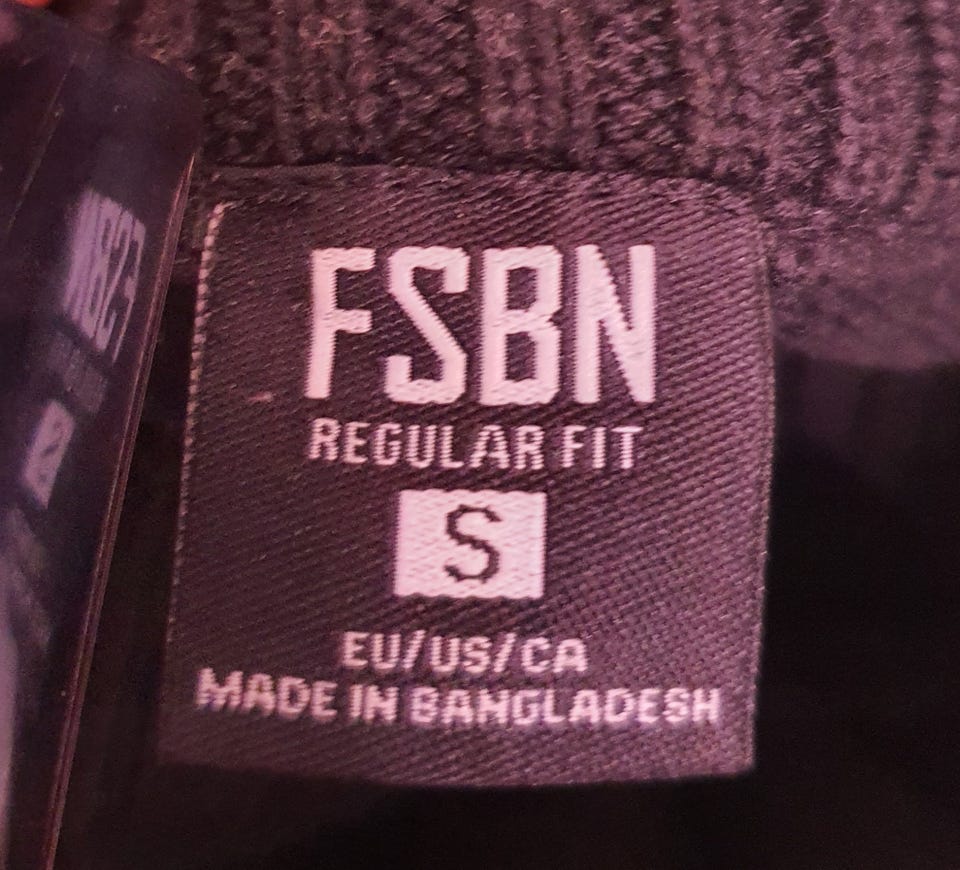 FSBN
REGULAR FIT
S
EU/US/CA
MADE IN BANGLADESH